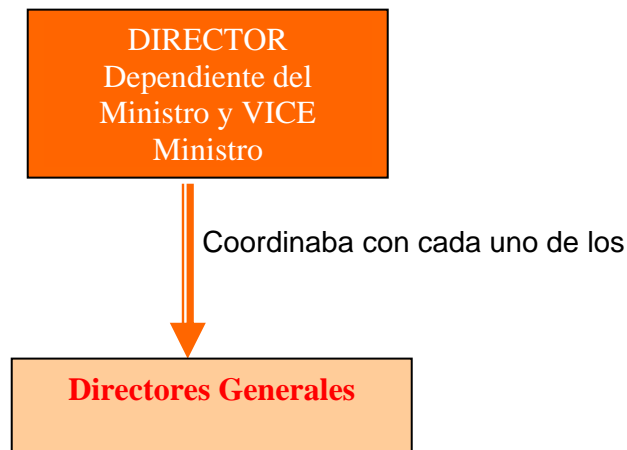 DIRECTOR
Dependiente del
Ministro y VICE
Ministro
Coordinaba con cada uno de los
Directores Generales